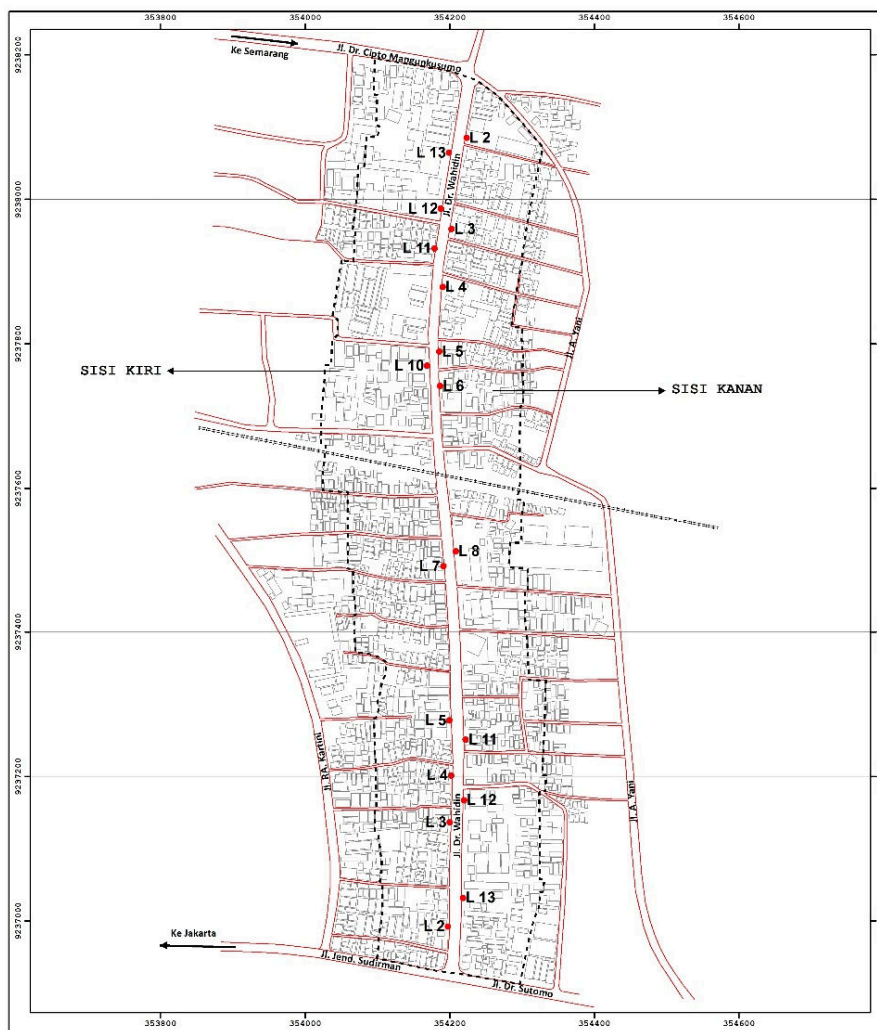 353800 354000 354200 354400 354600
9238200
Jl. Dr. Cipto Mangunkusumo
Ke Semarang
L 2
L 13
Jl. Dr. Wahidin
9238000
L 12
L 3
L 11
L 4
Jl. A. Yani
9237800
L 5
L 10
SISI KIRI
L 6
SISI KANAN
9237600
L 8
L 7
9237400
L 5
L 11
Jl. RA. Kartini
9237200
L 4
L 12
Jl. A. Yani
L 3
Jl. Dr. Wahidin
L 13
9237000
L 2
Ke Jakarta
Jl. Jend. Sudirman
Jl. Dr. Sutomo
353800 354000 354200 354400 354600